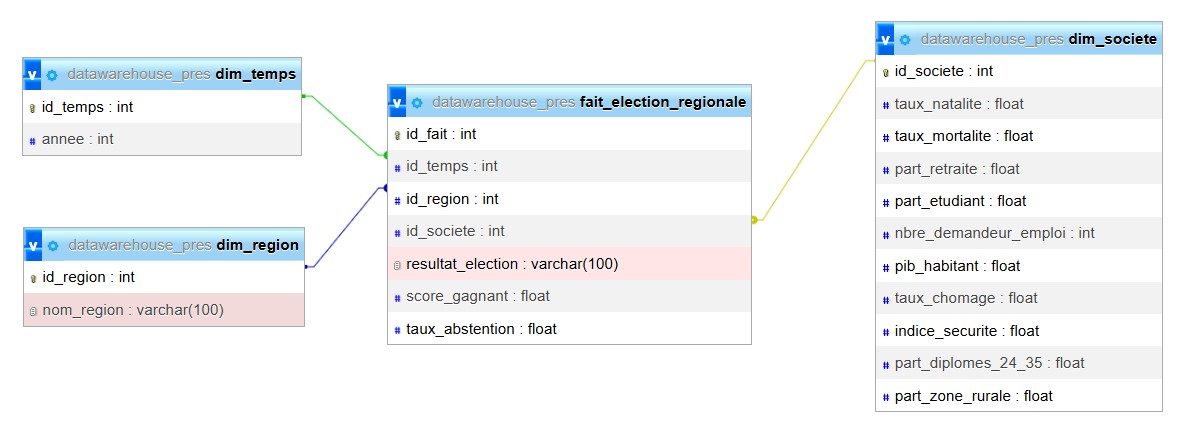 v datawarehouse_pres dim_temps
id_temps : int
# annee : int
v datawarehouse_pres dim_region
id_region : int
nom_region : varchar(100)
v datawarehouse_pres fait_election_regionale
id_fait : int
# id_temps : int
# id_region : int
# id_societe : int
resultat_election : varchar(100)
# score_gagnant : float
# taux_abstention : float
v datawarehouse_pres dim_societe
id_societe : int
# taux_natalite : float
# taux_mortalite : float
# part_retraite : float
# part_etudiant : float
# nbre_demandeur_emploi : int
# pib_habitant : float
# taux_chomage : float
# indice_securite : float
# part_diplomes_24_35 : float
# part_zone_rurale : float